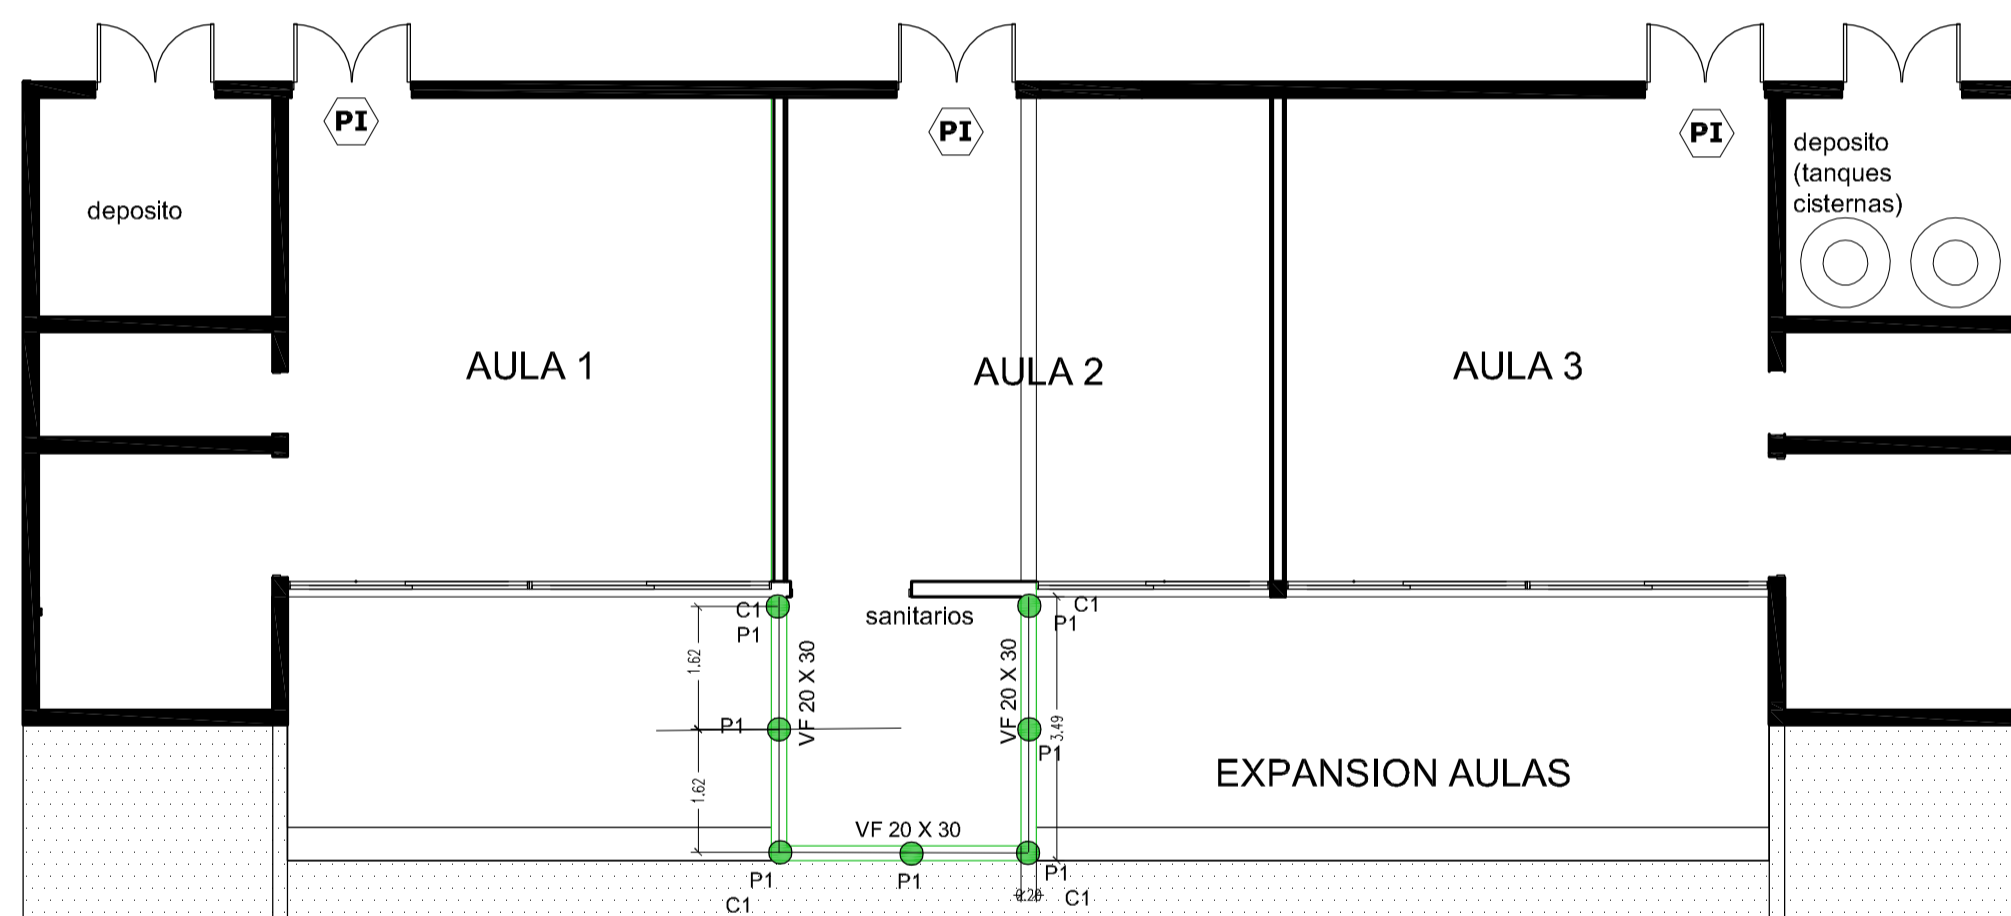 PI
PI
PI
deposito
(tanques
cisternas)
deposito
AULA 1
AULA 2
AULA 3
C1
P1
sanitarios
C1
P1
1.62
VF 20 X 30
VF 20 X 30
3.49
P1
P1
1.62
EXPANSION AULAS
VF 20 X 30
P1
C1
P1
P1
C1
0.20